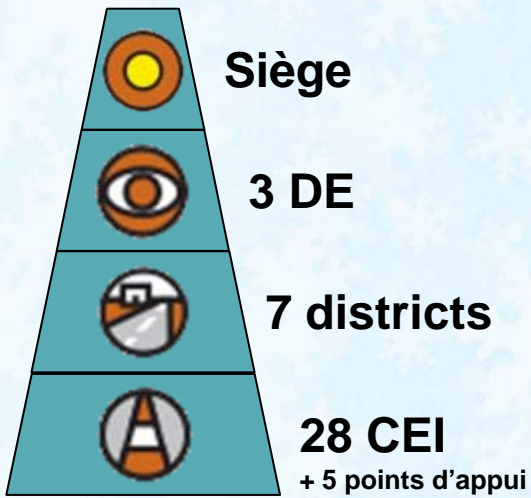 Siège
3 DE
7 districts
28 CEI
+ 5 points d'appui